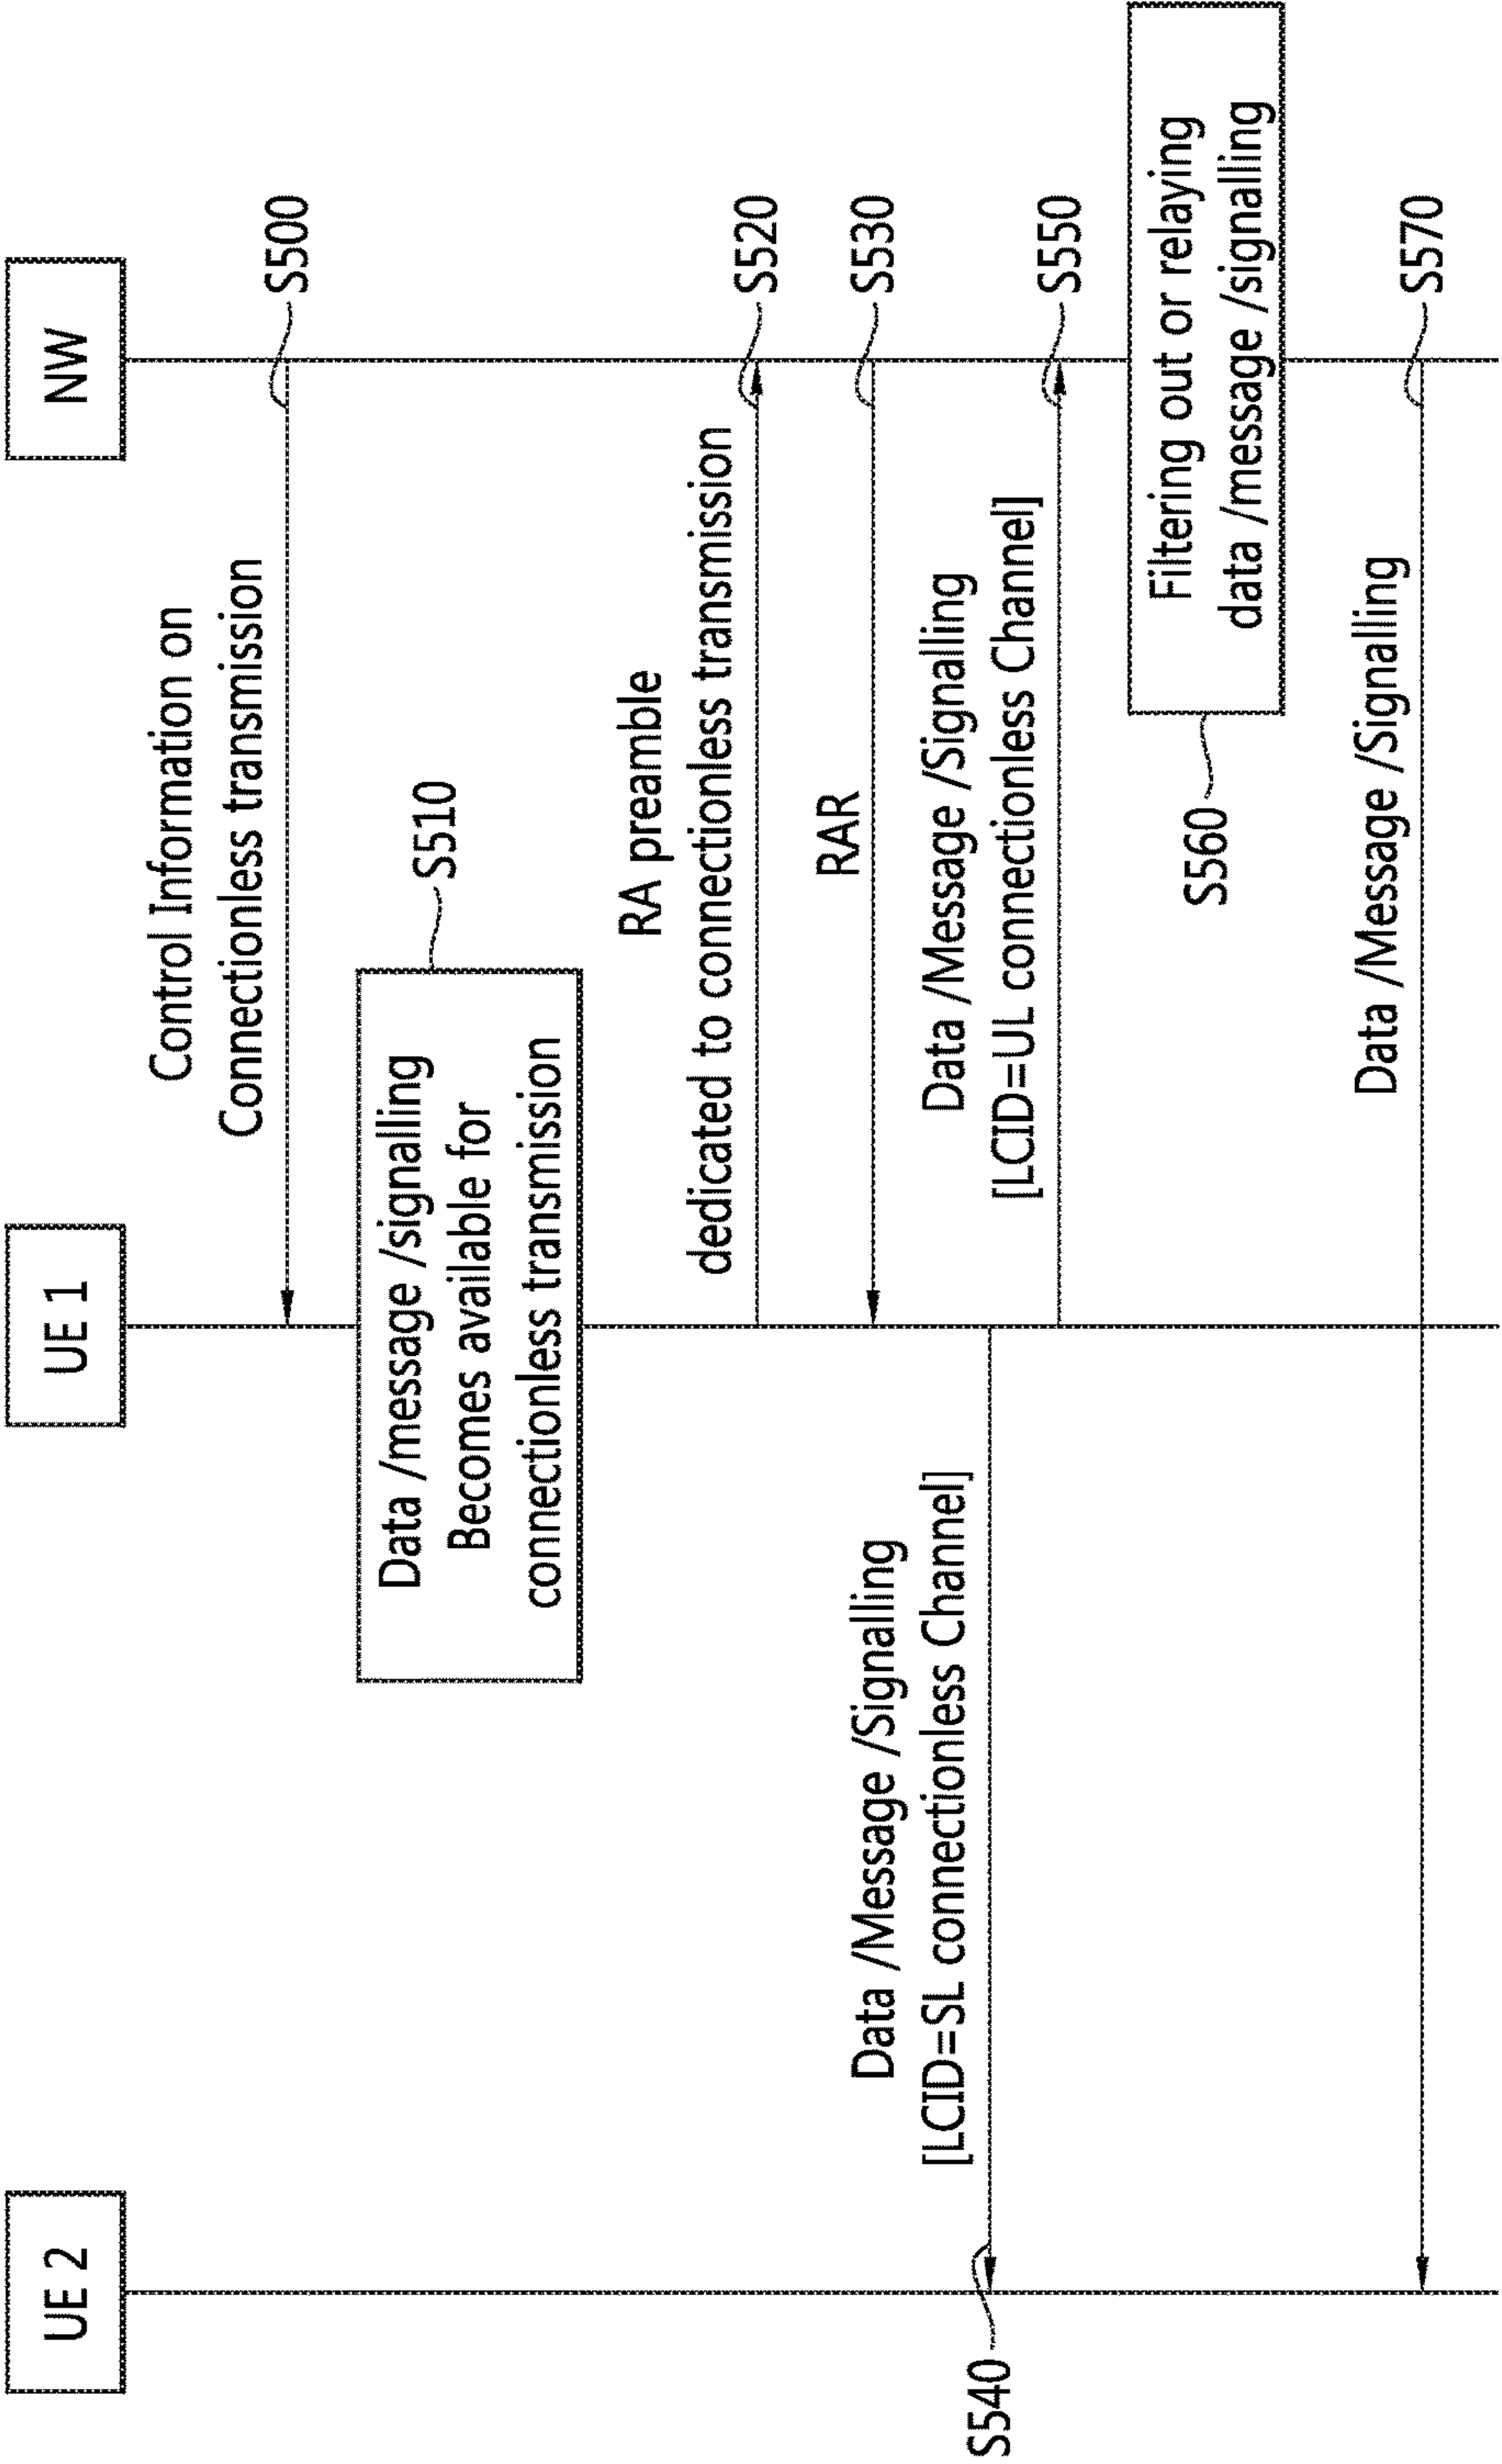 UE 2
UE 1
NW
Control Information on
Connectionless transmission
S500
Data /message /signalling
Becomes available for
connectionless transmission
S510
RA preamble
dedicated to connectionless transmission
S520
RAR
S530
Data /Message /Signalling
[LCID=SL connectionless Channel]
S540
Data /Message /Signalling
[LCID=UL connectionless Channel]
S550
Filtering out or relaying
data /message /signalling
S560
Data /Message /Signalling
S570